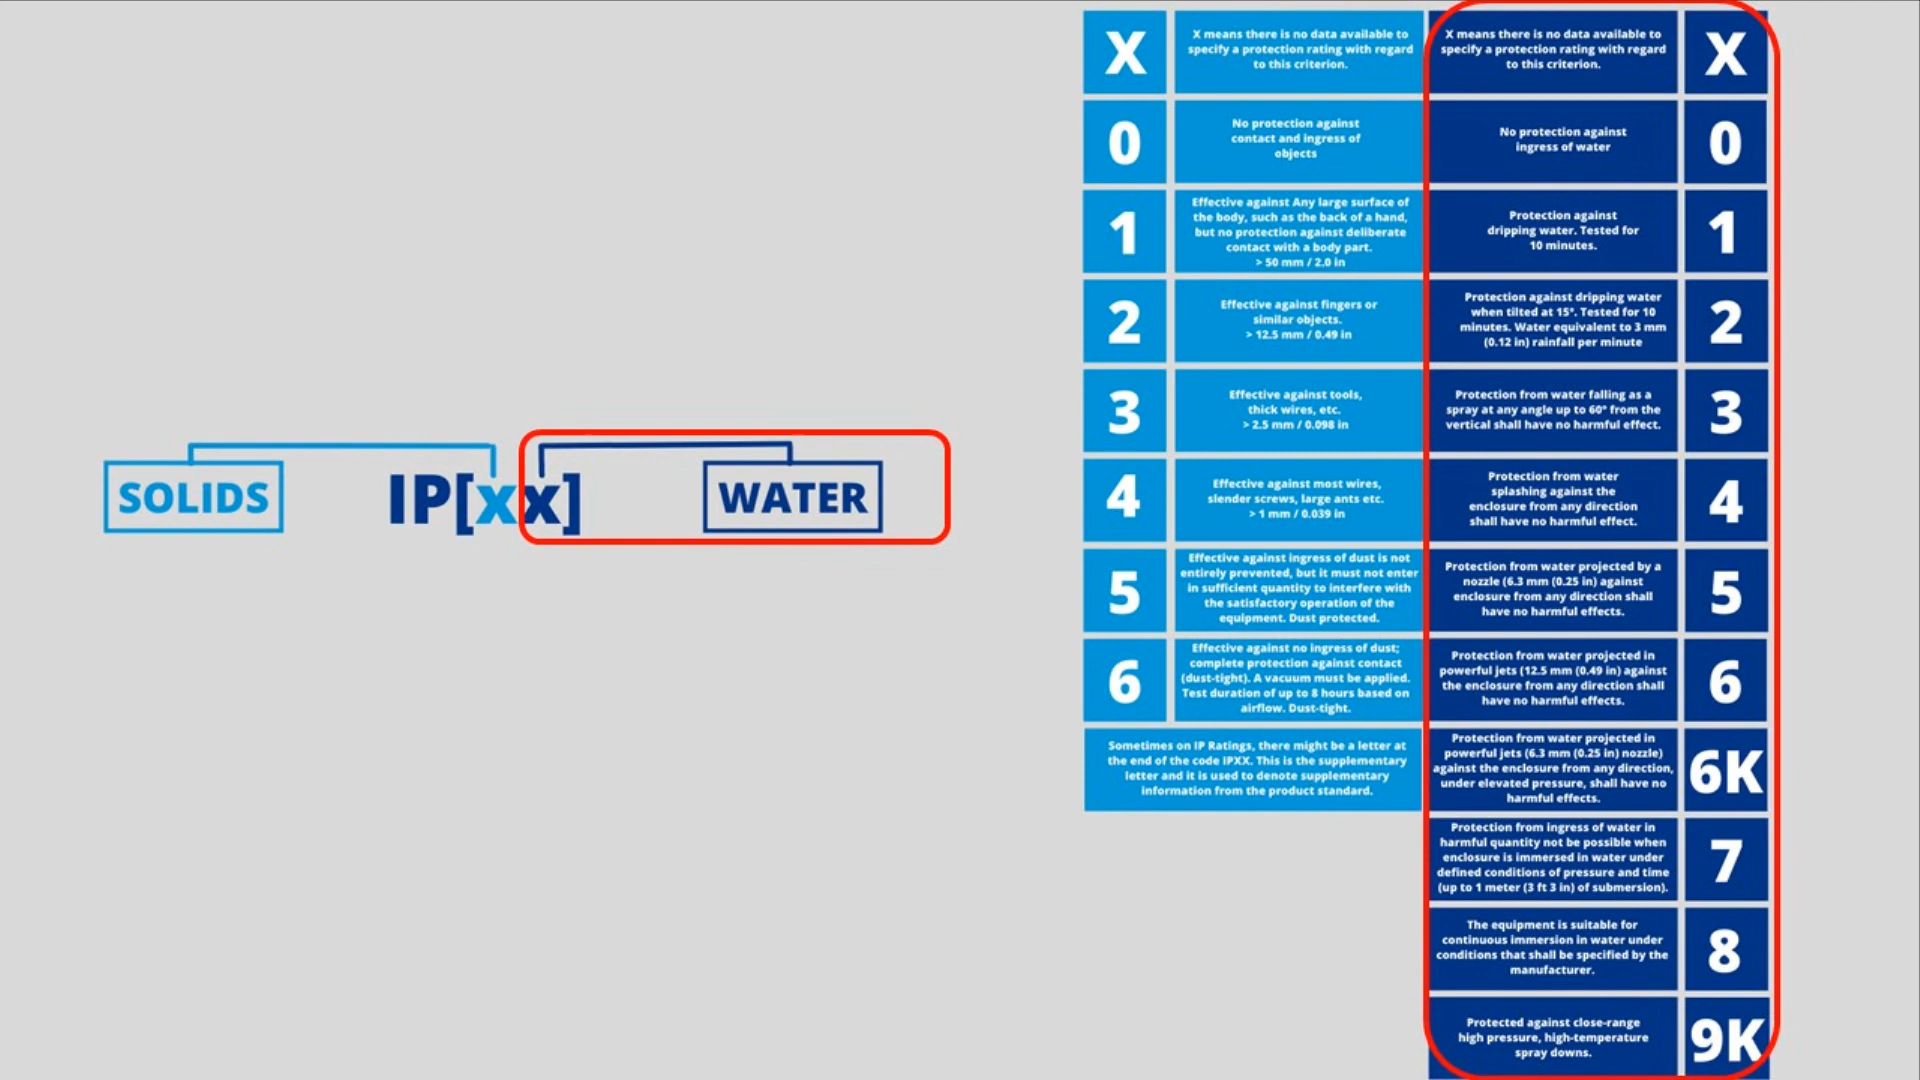 SOLIDS
IP[xx]
WATER
X
X means there is no data available to
specify a protection rating with regard
to this criterion.
0
No protection against
contact and ingress of
objects
1
Effective against Any large surface of
the body, such as the back of a hand,
but no protection against deliberate
contact with a body part.
> 50 mm / 2.0 in
2
Effective against fingers or
similar objects.
> 12.5 mm / 0.49 in
3
Effective against tools,
thick wires, etc.
> 2.5 mm / 0.098 in
4
Effective against most wires,
slender screws, large ants etc.
> 1 mm / 0.039 in
5
Effective against ingress of dust is not
entirely prevented, but it must not enter
in sufficient quantity to interfere with
the satisfactory operation of the
equipment. Dust protected.
6
Effective against no ingress of dust;
complete protection against contact
(dust-tight). A vacuum must be applied.
Test duration of up to 8 hours based on
airflow. Dust-tight.
Sometimes on IP Ratings, there might be a letter at
the end of the code IPXX. This is the supplementary
letter and it is used to denote supplementary
information from the product standard.
X means there is no data available to
specify a protection rating with regard
to this criterion.
X
No protection against
ingress of water
0
Protection against
dripping water. Tested for
10 minutes.
1
Protection against dripping water
when tilted at 15°. Tested for 10
minutes. Water equivalent to 3 mm
(0.12 in) rainfall per minute
2
Protection from water falling as a
spray at any angle up to 60° from the
vertical shall have no harmful effect.
3
Protection from water
splashing against the
enclosure from any direction
shall have no harmful effect.
4
Protection from water projected by a
nozzle (6.3 mm (0.25 in) against
enclosure from any direction shall
have no harmful effects.
5
Protection from water projected in
powerful jets (12.5 mm (0.49 in) against
the enclosure from any direction shall
have no harmful effects.
6
Protection from water projected in
powerful jets (6.3 mm (0.25 in) nozzle)
against the enclosure from any direction,
under elevated pressure, shall have no
harmful effects.
6K
Protection from ingress of water in
harmful quantity not be possible when
enclosure is immersed in water under
defined conditions of pressure and time
(up to 1 meter (3 ft 3 in) of submersion).
7
The equipment is suitable for
continuous immersion in water under
conditions that shall be specified by the
manufacturer.
8
Protected against close-range
high pressure, high-temperature
spray downs.
9K